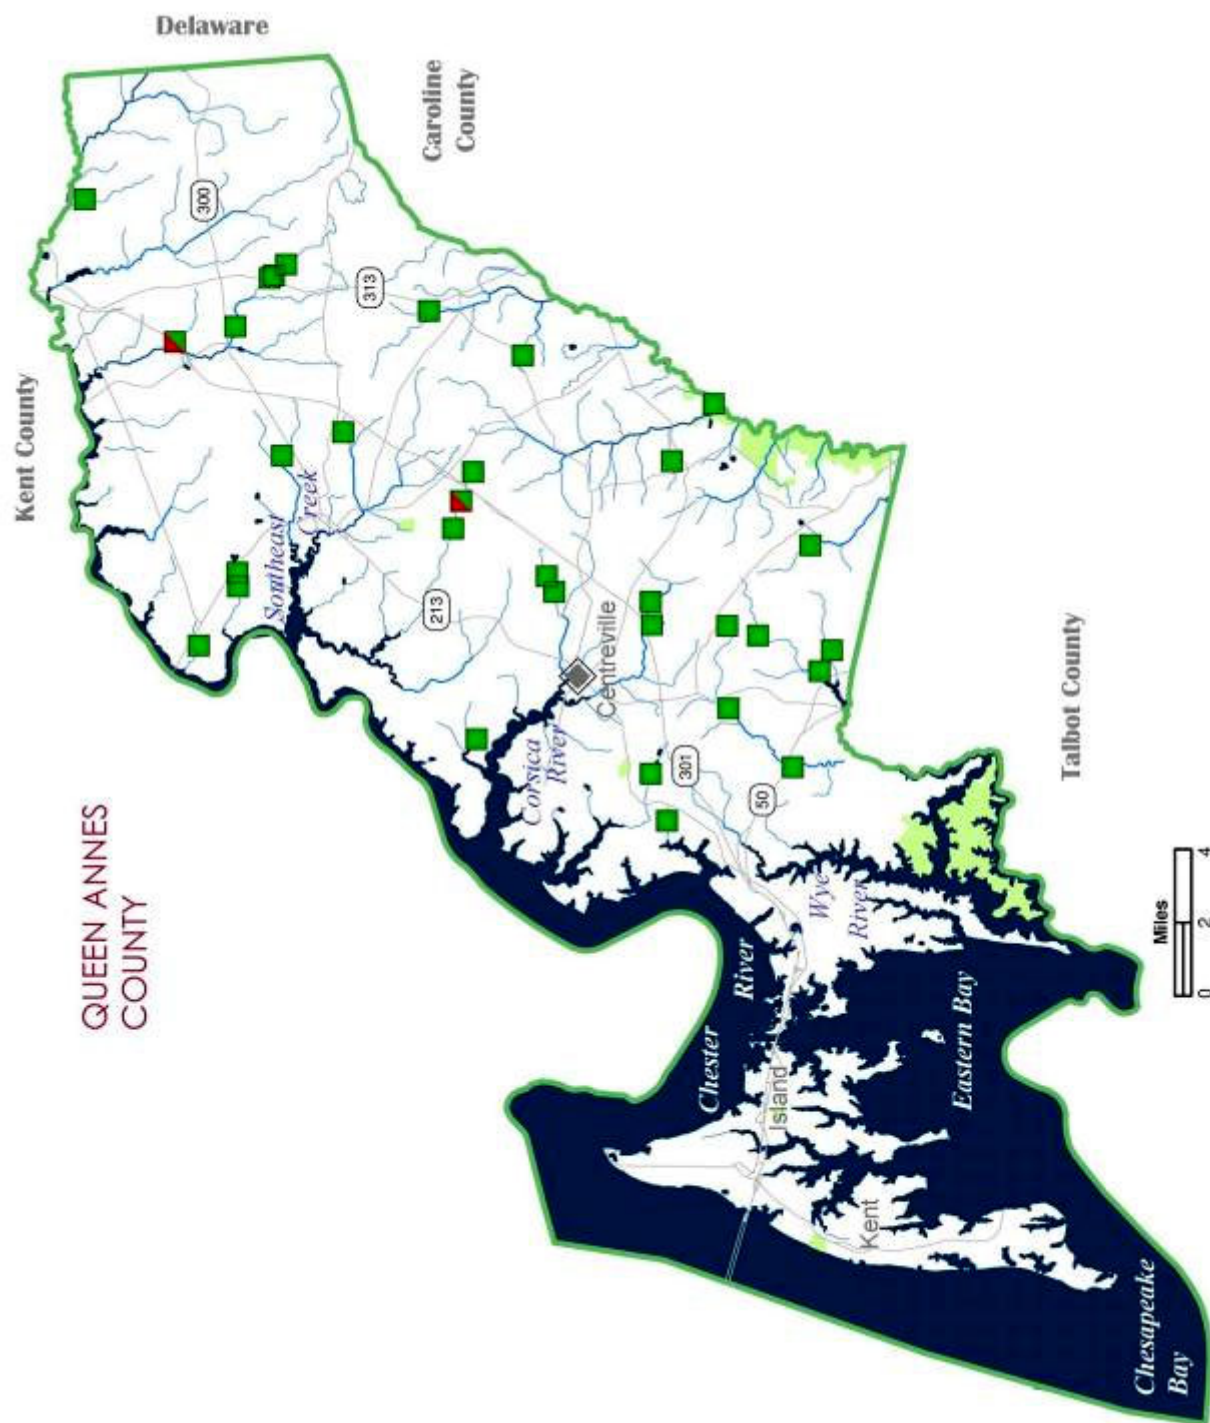 QUEEN ANNES
COUNTY
Kent County
Delaware
Caroline
County
Talbot County
300
313
213
301
50
Southeast
Creek
Corsica
River
Centreville
Wye
River
Chester
River
Island
Kent
Eastern Bay
Chesapeake
Bay
Miles
0 2 4